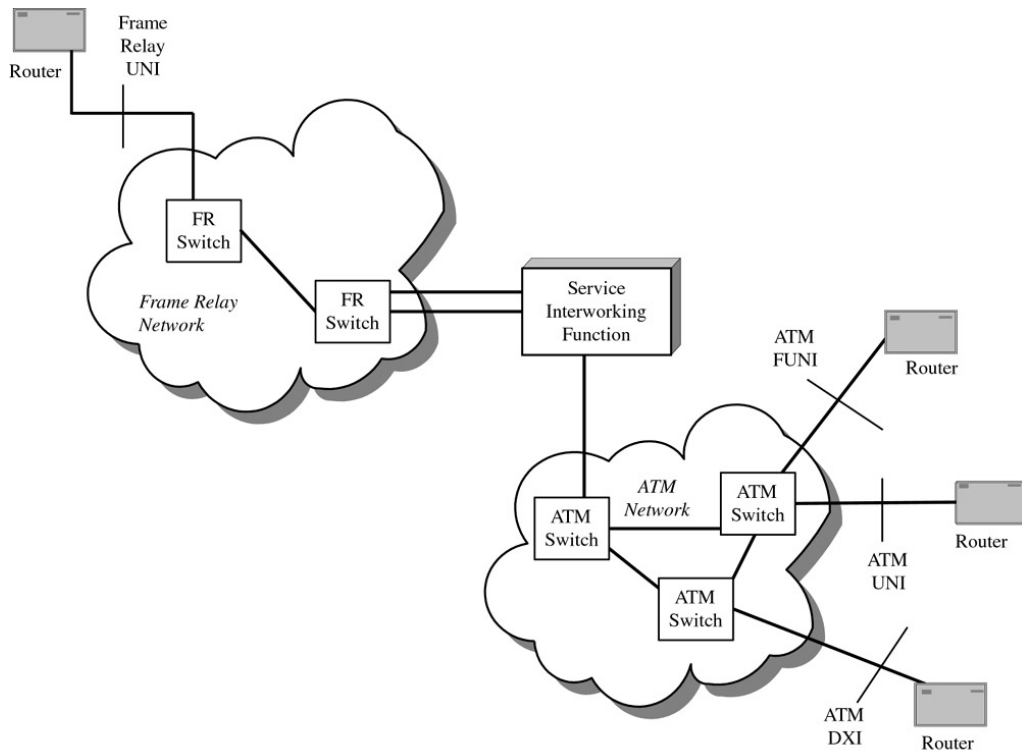 Frame
Relay
UNI
Router
FR
Switch
Frame Relay
Network
FR
Switch
Service
Interworking
Function
ATM
FUNI
Router
ATM
Network
ATM
Switch
ATM
Switch
ATM
UNI
Router
ATM
Switch
ATM
DXI
Router